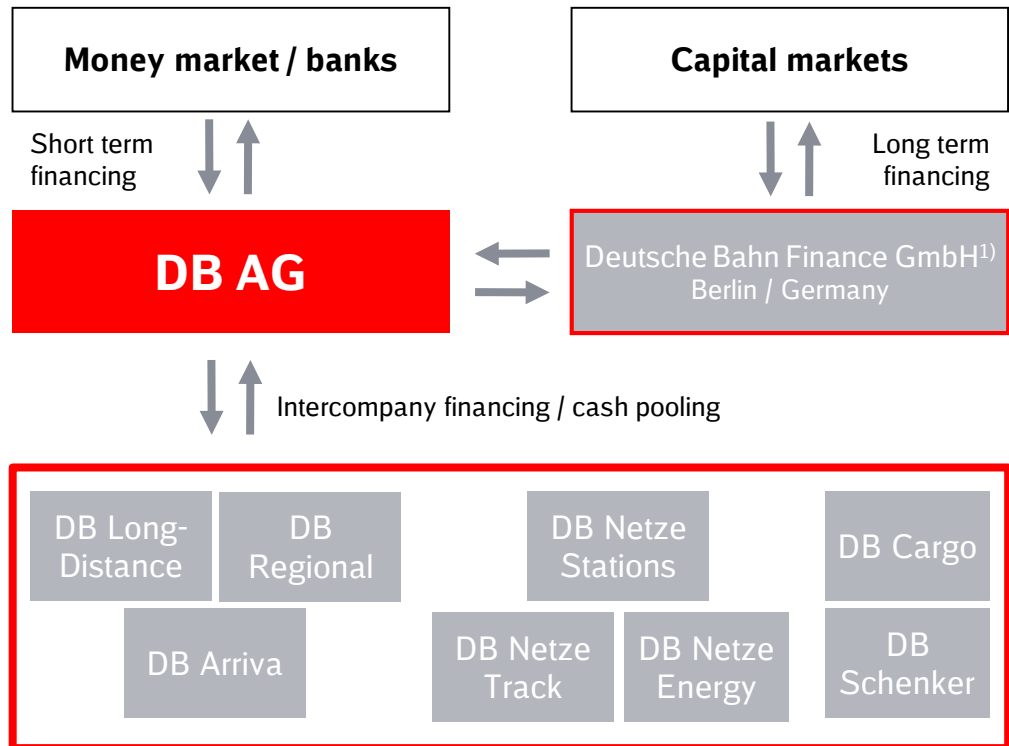 Money market / banks
Capital markets
Short term
financing
Long term
financing
DB AG
Deutsche Bahn Finance GmbH1)
Berlin / Germany
Intercompany financing / cash pooling
DB Long-
Distance
DB
Regional
DB Arriva
DB Netze
Stations
DB Netze
Track
DB Netze
Energy
DB Cargo
DB
Schenker